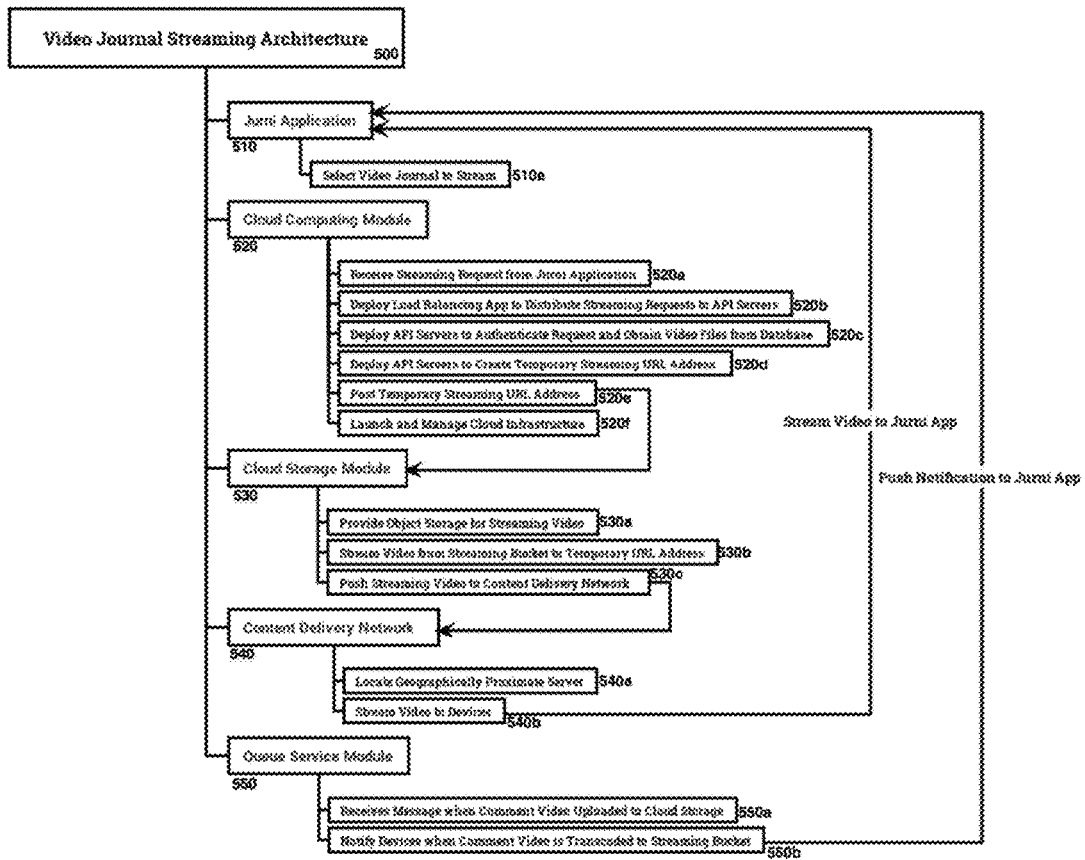 Video Journal Streaming Architecture
500
Jurni Application
510
Select Video Journal to Stream
510a
Cloud Computing Module
520
Receive Streaming Request from Jurni Application
520a
Deploy Load Balancing App to Distribute Streaming Requests to API Servers
520b
Deploy API Servers to Authenticate Request and Obtain Video Files from Database
520c
Deploy API Servers to Create Temporary Streaming URL Address
520d
Post Temporary Streaming URL Address
520e
Launch and Manage Cloud Infrastructure
520f
Stream Video to Jurni App
Cloud Storage Module
530
Push Notification to Jurni App
Provide Object Storage for Streaming Video
530a
Stream Video from Streaming Bucket to Temporary URL Address
530b
Push Streaming Video to Content Delivery Network
530c
Content Delivery Network
540
Locate Geographically Proximate Server
540a
Stream Video to Devices
540b
Queue Service Module
550
Receives Message when Comment Video Uploaded to Cloud Storage
550a
Notify Devices when Comment Video is Transcoded to Streaming Bucket
550b